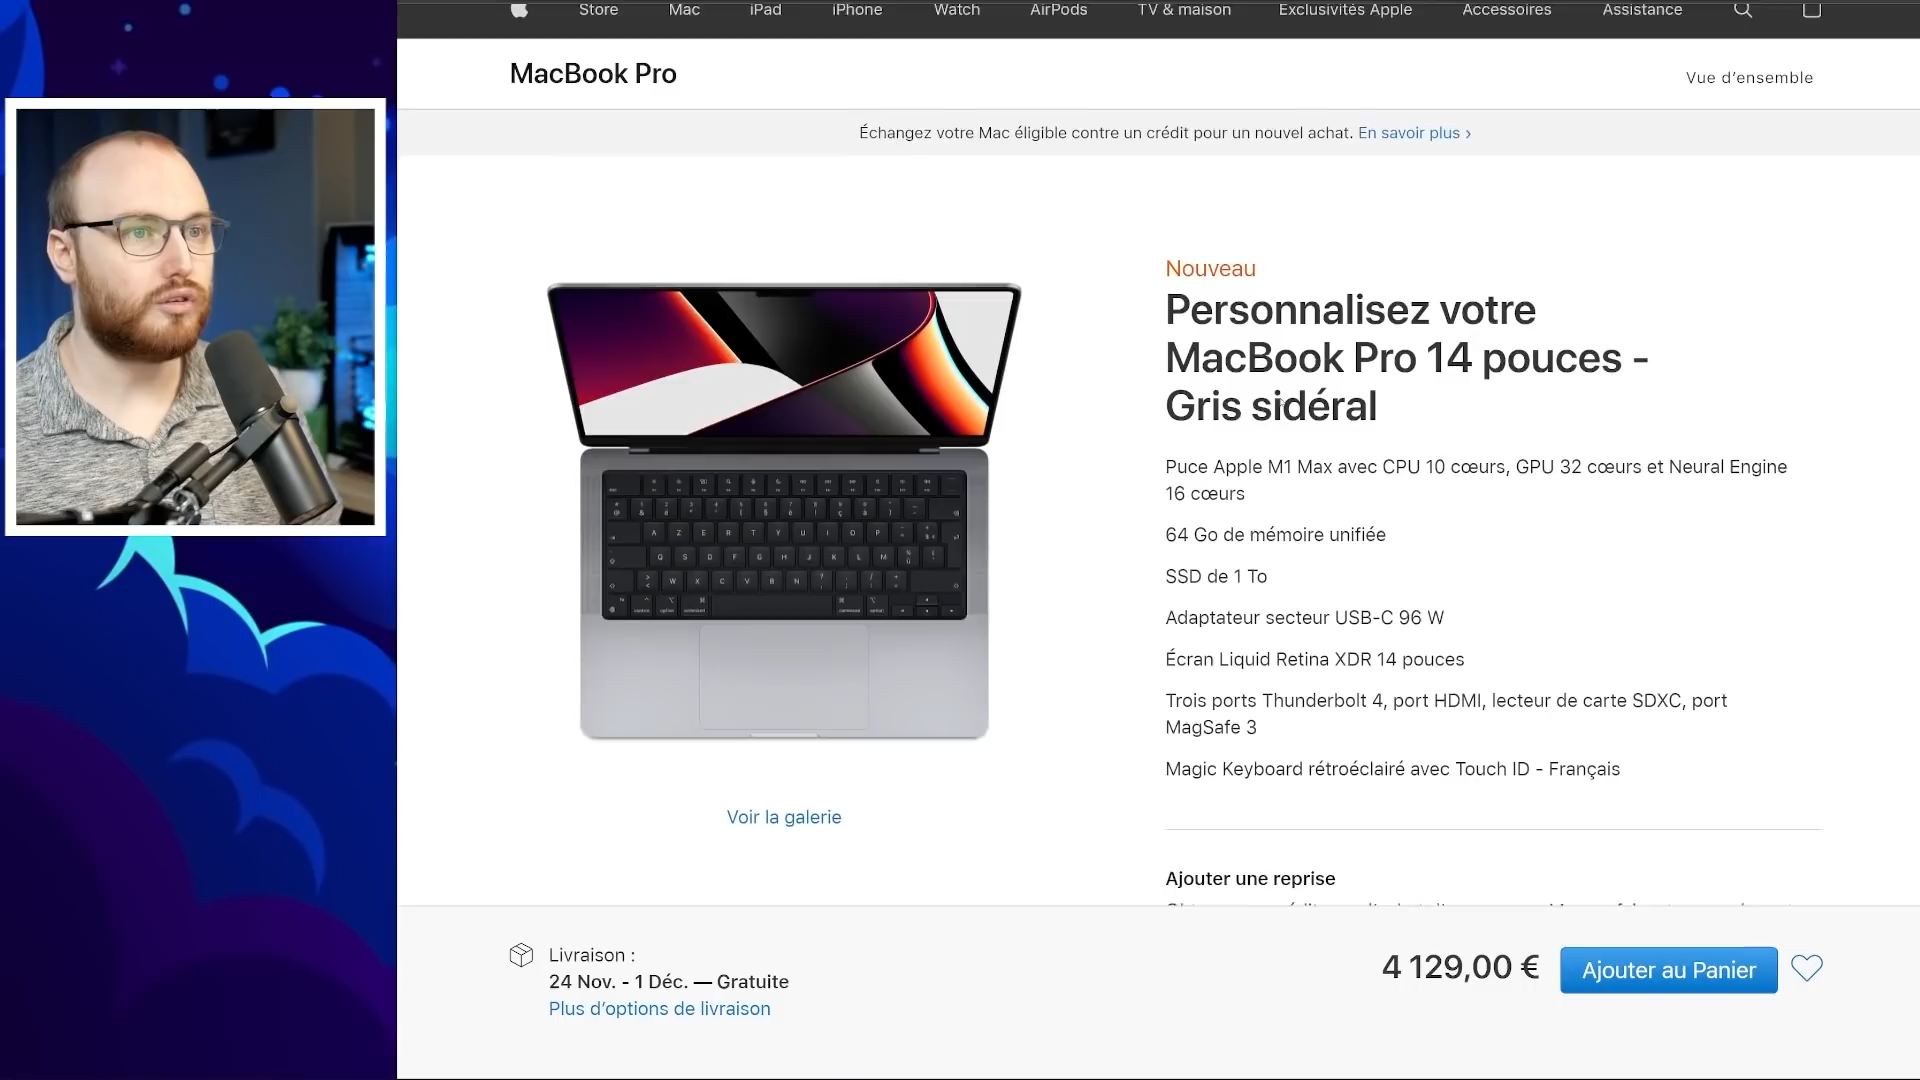 Store Mac iPad iPhone Watch AirPods TV & maison Exclusivités Apple Accessoires Assistance
MacBook Pro
Vue d'ensemble
Échangez votre Mac éligible contre un crédit pour un nouvel achat. En savoir plus ›
Nouveau
Personnalisez votre
MacBook Pro 14 pouces -
Gris sidéral
Puce Apple M1 Max avec CPU 10 cœurs, GPU 32 cœurs et Neural Engine
16 cœurs
64 Go de mémoire unifiée
SSD de 1 To
Adaptateur secteur USB-C 96 W
Écran Liquid Retina XDR 14 pouces
Trois ports Thunderbolt 4, port HDMI, lecteur de carte SDXC, port
MagSafe 3
Magic Keyboard rétroéclairé avec Touch ID - Français
A Z E R T Y U I O P
Q S D F G H J K L M
W X C V B N
Voir la galerie
Ajouter une reprise
Livraison :
24 Nov. - 1 Déc. — Gratuite
Plus d'options de livraison
4 129,00 €
Ajouter au Panier